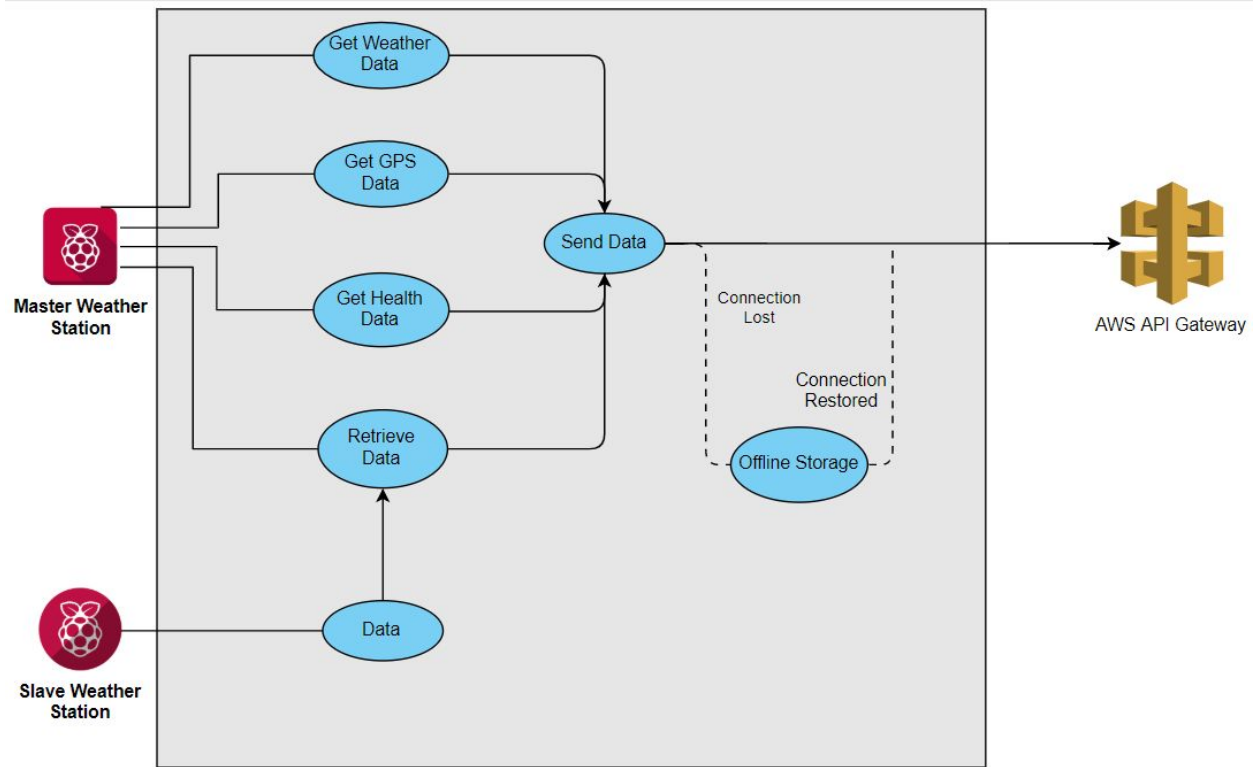 Get Weather
Data
Get GPS
Data
Send Data
Get Health
Data
Master Weather
Station
Connection
Lost
AWS API Gateway
Connection
Restored
Retrieve
Data
Offline Storage
Data
Slave Weather
Station